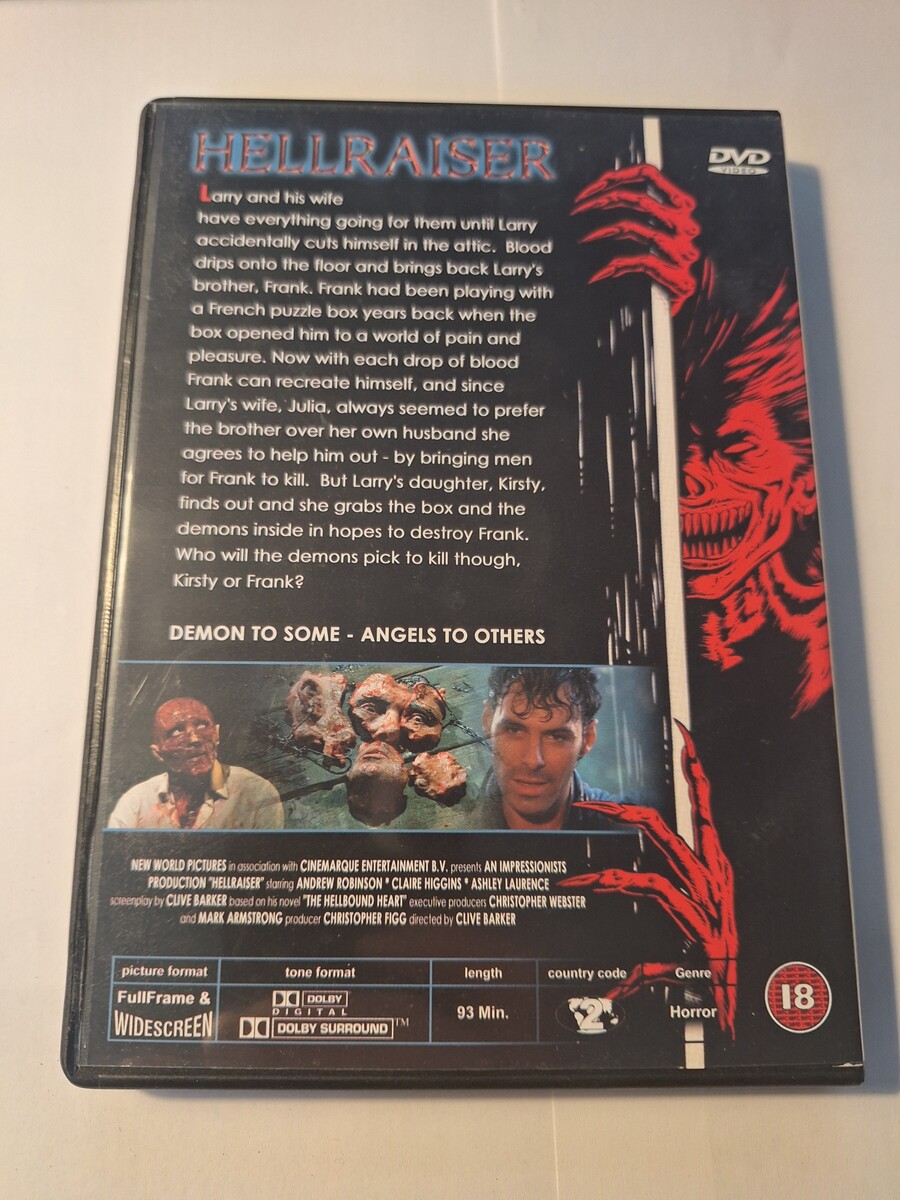 HELLRAISER
DVD
VIDEO
Larry and his wife
have everything going for them until Larry
accidentally cuts himself in the attic. Blood
drips onto the floor and brings back Larry's
brother, Frank. Frank had been playing with
a French puzzle box years back when the
box opened him to a world of pain and
pleasure. Now with each drop of blood
Frank can recreate himself, and since
Larry's wife, Julia, always seemed to prefer
the brother over her own husband she
agrees to help him out - by bringing men
for Frank to kill. But Larry's daughter, Kirsty,
finds out and she grabs the box and the
demons inside in hopes to destroy Frank.
Who will the demons pick to kill though,
Kirsty or Frank?
DEMON TO SOME - ANGELS TO OTHERS
NEW WORLD PICTURES in association with CINEMARQUE ENTERTAINMENT B.V. presents AN IMPRESSIONISTS
PRODUCTION "HELLRAISER" starring ANDREW ROBINSON * CLAIRE HIGGINS * ASHLEY LAURENCE
screenplay by CLIVE BARKER based on his novel "THE HELLBOUND HEART" executive producers CHRISTOPHER WEBSTER
and MARK ARMSTRONG producer CHRISTOPHER FIGG directed by CLIVE BARKER
picture format tone format length country code Genre
FullFrame &
WIDESCREEN
DOLBY
DIGITAL
DOLBY SURROUND™
93 Min.
2
Horror
18